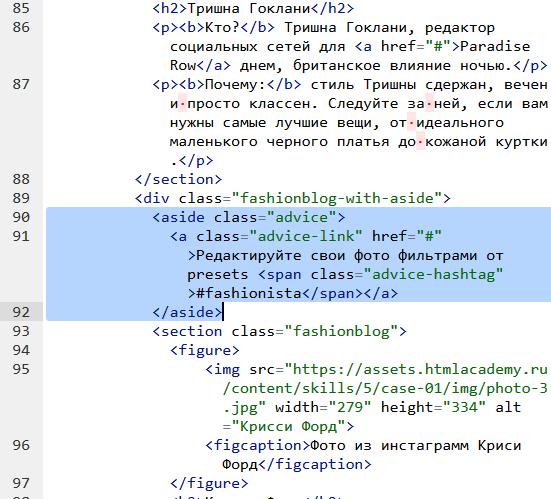 85 <h2>Тришна Гоклани</h2>
86 <p><b>Кто?</b> Тришна Гоклани, редактор
социальных сетей для <a href="#">Paradise
Row</a> днем, британское влияние ночью.</p>
87 <p><b>Почему:</b> стиль Тришны сдержан, вечен
и·просто классен. Следуйте за·ней, если вам
нужны самые лучшие вещи, от·идеального
маленького черного платья до·кожаной куртки
.</p>
88 </section>
89 <div class="fashionblog-with-aside">
90 <aside class="advice">
91 <a class="advice-link" href="#"
>Редактируйте свои фото фильтрами от
presets <span class="advice-hashtag"
>#fashionista</span></a>
92 </aside>
93 <section class="fashionblog">
94 <figure>
95 <img src="https://assets.htmlacademy.ru
/content/skills/5/case-01/img/photo-3
.jpg" width="279" height="334" alt
="Крисси Форд">
96 <figcaption>Фото из инстаграмм Криси
Форд</figcaption>
97 </figure>